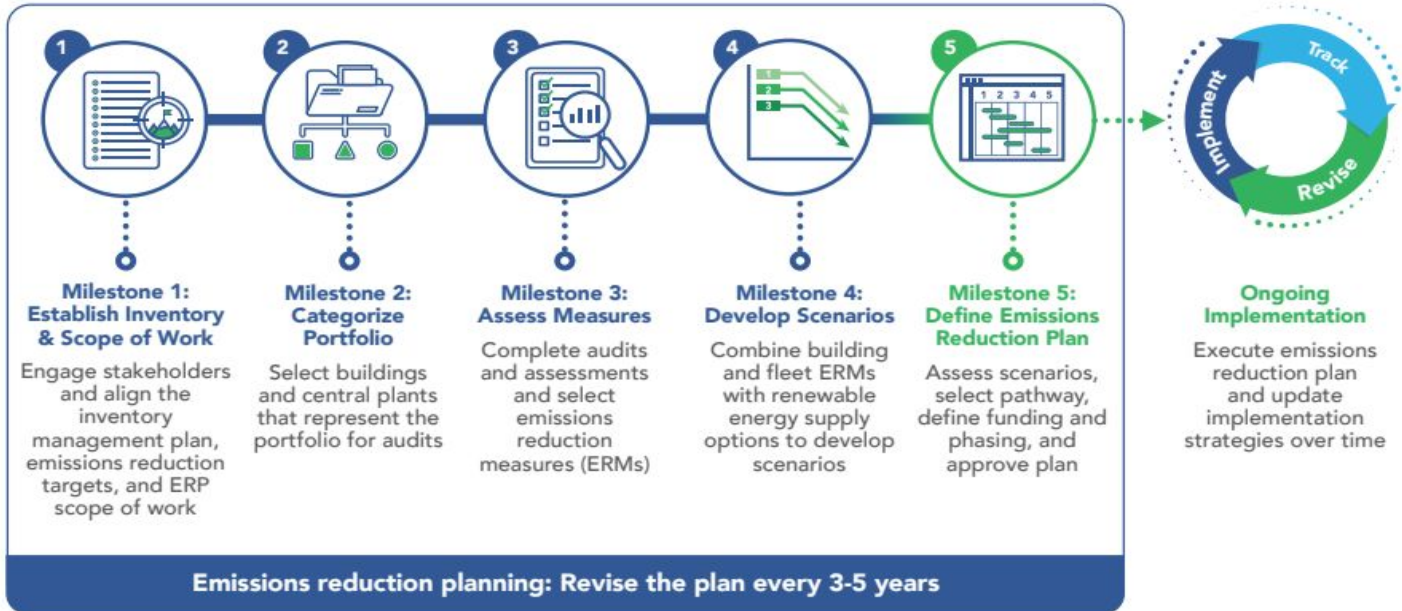 1
2
3
4
5
1
2
3
1 2 3 4 5
Implement
Track
Revise
Milestone 1:
Establish Inventory
& Scope of Work
Engage stakeholders
and align the
inventory
management plan,
emissions reduction
targets, and ERP
scope of work
Milestone 2:
Categorize
Portfolio
Select buildings
and central plants
that represent the
portfolio for audits
Milestone 3:
Assess Measures
Complete audits
and assessments
and select
emissions
reduction
measures (ERMs)
Milestone 4:
Develop Scenarios
Combine building
and fleet ERMs
with renewable
energy supply
options to develop
scenarios
Milestone 5:
Define Emissions
Reduction Plan
Assess scenarios,
select pathway,
define funding and
phasing, and
approve plan
Ongoing
Implementation
Execute emissions
reduction plan
and update
implementation
strategies over time
Emissions reduction planning: Revise the plan every 3-5 years